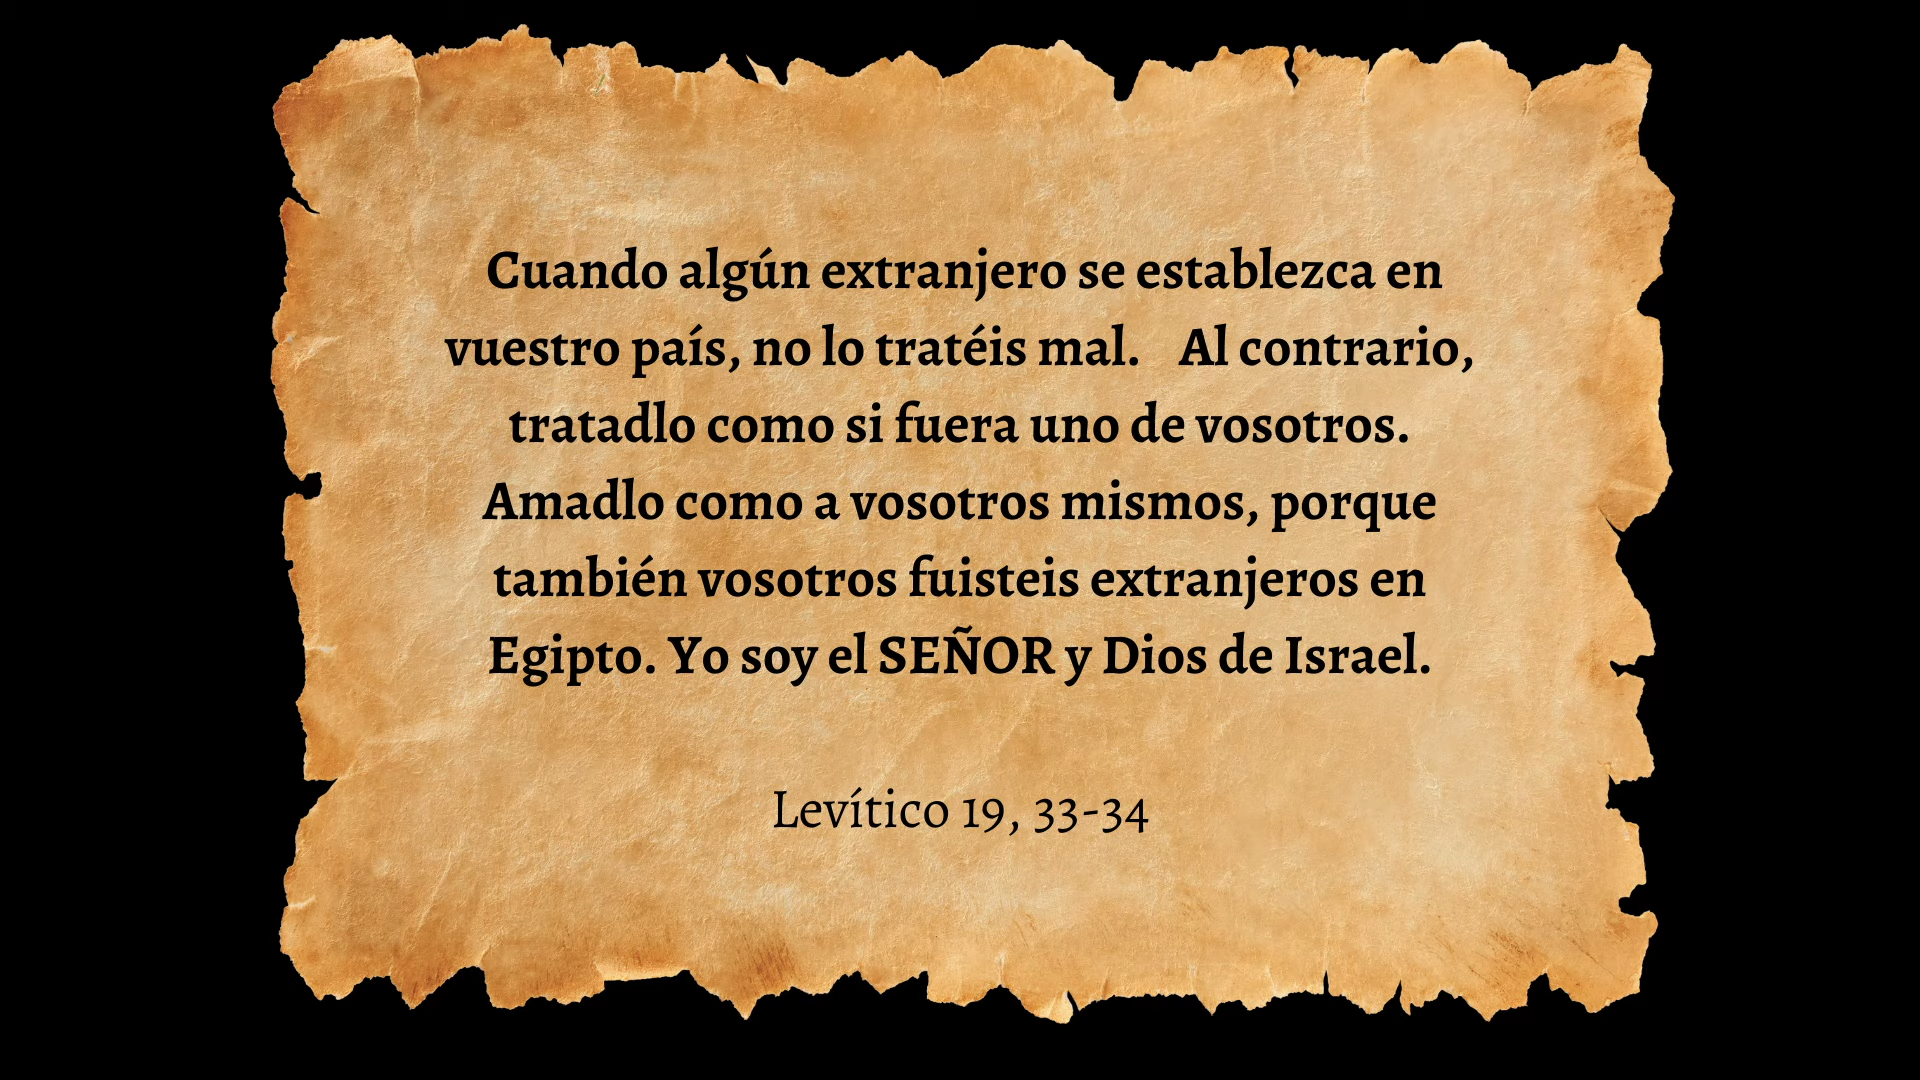 Cuando algún extranjero se establezca en
vuestro país, no lo tratéis mal.   Al contrario,
tratadlo como si fuera uno de vosotros.
Amadlo como a vosotros mismos, porque
también vosotros fuisteis extranjeros en
Egipto. Yo soy el SEÑOR y Dios de Israel.
Levítico 19, 33-34